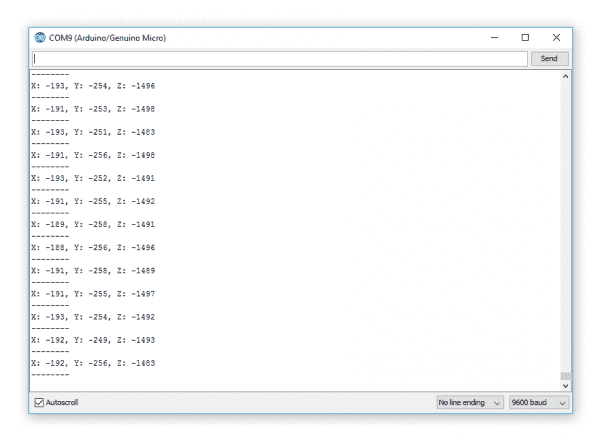 COM9 (Arduino/Genuino Micro)
Send
--------
X: -193, Y: -254, Z: -1496
--------
X: -191, Y: -253, Z: -1498
--------
X: -193, Y: -251, Z: -1483
--------
X: -191, Y: -256, Z: -1498
--------
X: -193, Y: -252, Z: -1491
--------
X: -191, Y: -255, Z: -1492
--------
X: -189, Y: -258, Z: -1491
--------
X: -188, Y: -256, Z: -1496
--------
X: -191, Y: -258, Z: -1489
--------
X: -191, Y: -255, Z: -1497
--------
X: -193, Y: -254, Z: -1492
--------
X: -192, Y: -249, Z: -1493
--------
X: -192, Y: -256, Z: -1483
--------
Autoscroll No line ending 9600 baud